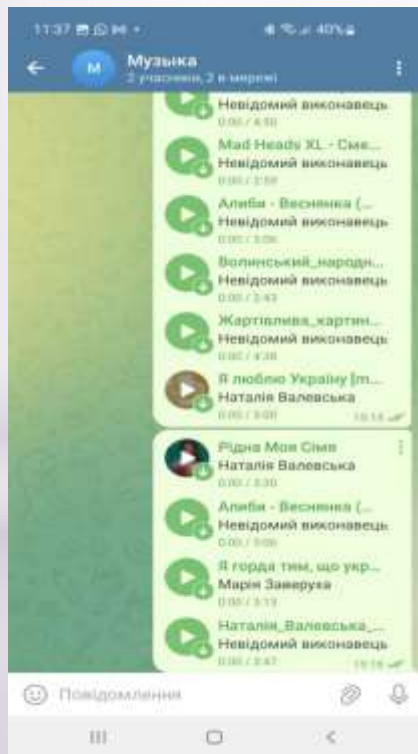 11:37
40%
М
Музыка
2 учасники, 2 в мережі
Невідомий виконавець
0:00 / 4:50
Mad Heads XL - Сме...
Невідомий виконавець
0:00 / 2:59
Алиби - Веснянка (...
Невідомий виконавець
0:00 / 3:06
Волинський_народн...
Невідомий виконавець
0:00 / 2:43
Жартівлива_картин...
Невідомий виконавець
0:00 / 4:38
Я люблю Україну [m...
Наталія Валевська
0:00 / 3:00
Рідна Моя Сімя
Наталія Валевська
0:00 / 3:30
Алиби - Веснянка (...
Невідомий виконавець
0:00 / 3:06
Я горда тим, що укр...
Марія Заверуха
0:00 / 3:13
Наталія_Валевська_...
Невідомий виконавець
0:00 / 3:47
Повідомлення